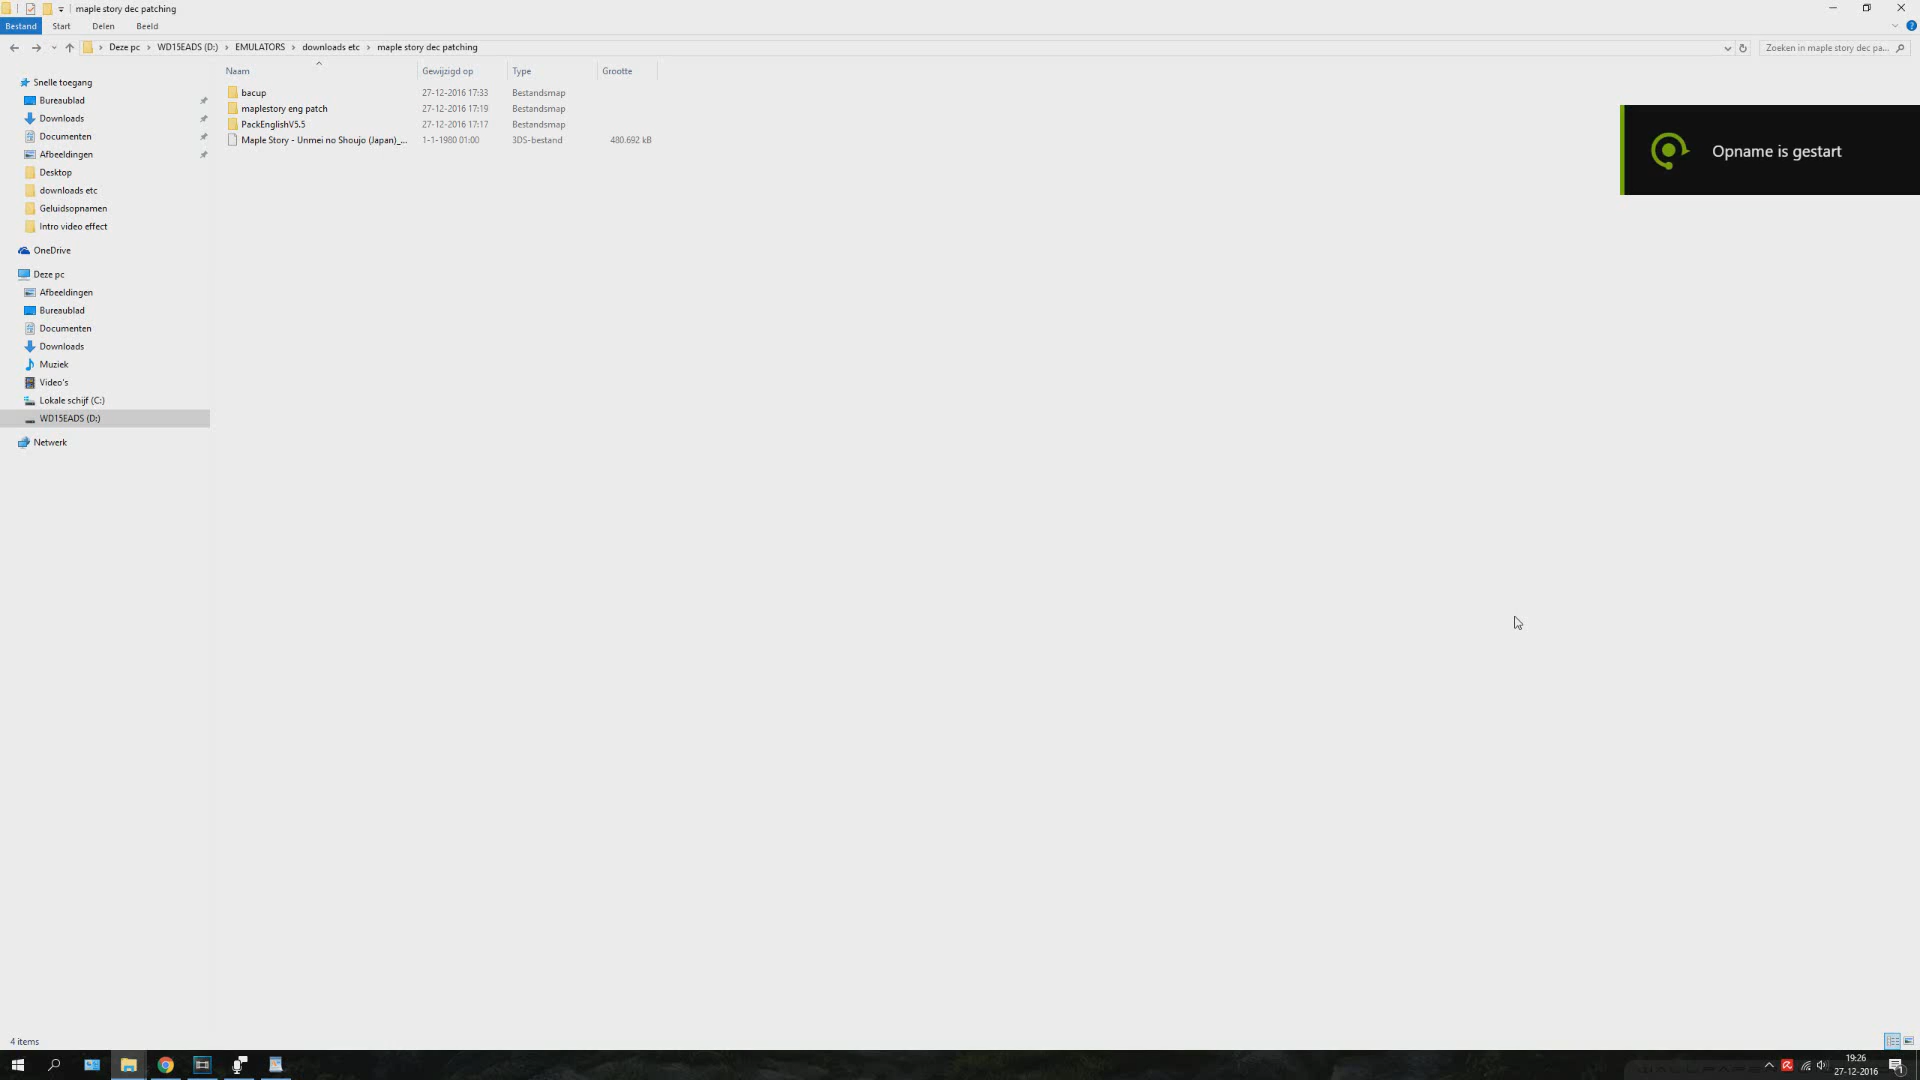 maple story dec patching
Bestand Start Delen Beeld
Deze pc > WD15EADS (D:) > EMULATORS > downloads etc > maple story dec patching
Zoeken in maple story dec pa...
Naam Gewijzigd op Type Grootte
bacup 27-12-2016 17:33 Bestandsmap
maplestory eng patch 27-12-2016 17:19 Bestandsmap
PackEnglishV5.5 27-12-2016 17:17 Bestandsmap
Maple Story - Unmei no Shoujo (Japan)_... 1-1-1980 01:00 3DS-bestand 480.692 kB
Snelle toegang
Bureaublad
Downloads
Documenten
Afbeeldingen
Desktop
downloads etc
Geluidsopnamen
Intro video effect
OneDrive
Deze pc
Afbeeldingen
Bureaublad
Documenten
Downloads
Muziek
Video's
Lokale schijf (C:)
WD15EADS (D:)
Netwerk
Opname is gestart
4 items
19:26
27-12-2016
1